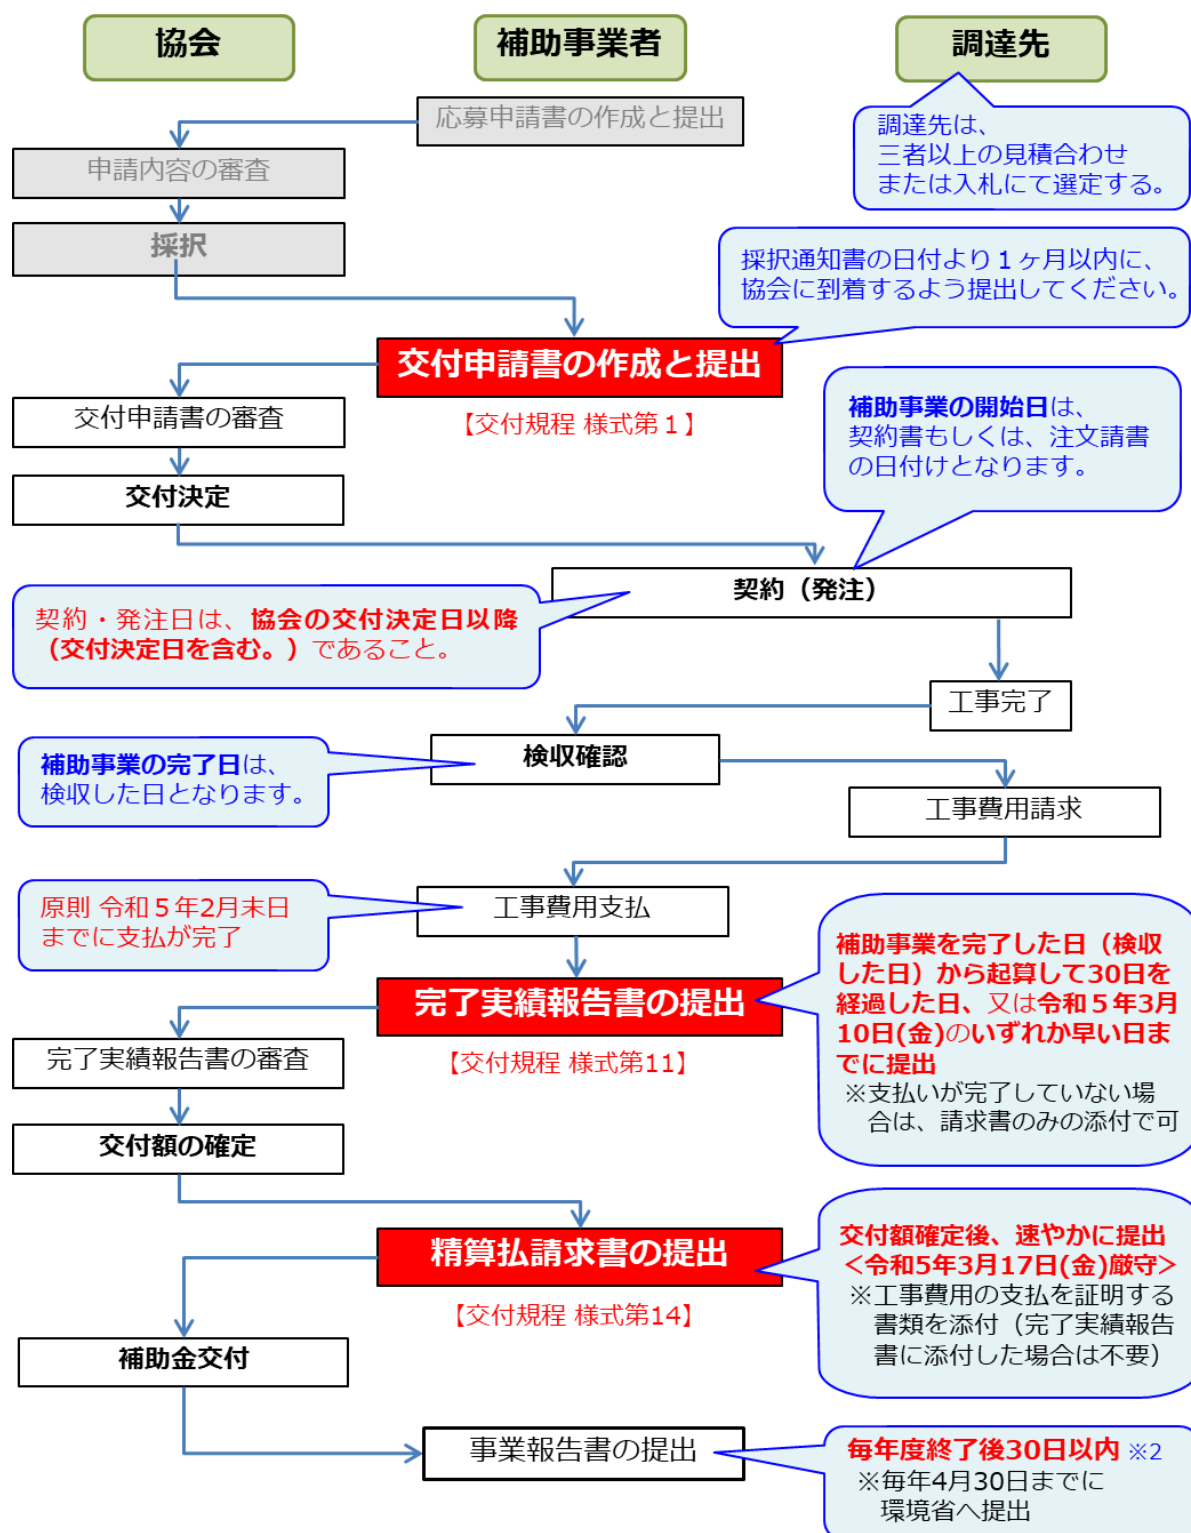 協会
補助事業者
調達先
応募申請書の作成と提出
調達先は、
三者以上の見積合わせ
または入札にて選定する。
申請内容の審査
採択
採択通知書の日付より１ヶ月以内に、
協会に到着するよう提出してください。
交付申請書の作成と提出
【交付規程 様式第１】
交付申請書の審査
補助事業の開始日は、
契約書もしくは、注文請書
の日付けとなります。
交付決定
契約（発注）
契約・発注日は、協会の交付決定日以降
（交付決定日を含む。）であること。
工事完了
検収確認
補助事業の完了日は、
検収した日となります。
工事費用請求
工事費用支払
原則 令和５年2月末日
までに支払が完了
補助事業を完了した日（検収
した日）から起算して30日を
経過した日、又は令和５年3月
10日(金)のいずれか早い日ま
でに提出
※支払いが完了していない場
合は、請求書のみの添付で可
完了実績報告書の提出
【交付規程 様式第11】
完了実績報告書の審査
交付額の確定
精算払請求書の提出
【交付規程 様式第14】
交付額確定後、速やかに提出
＜令和5年3月17日(金)厳守＞
※工事費用の支払を証明する
書類を添付（完了実績報告
書に添付した場合は不要）
補助金交付
事業報告書の提出
毎年度終了後30日以内 ※2
※毎年4月30日までに
環境省へ提出